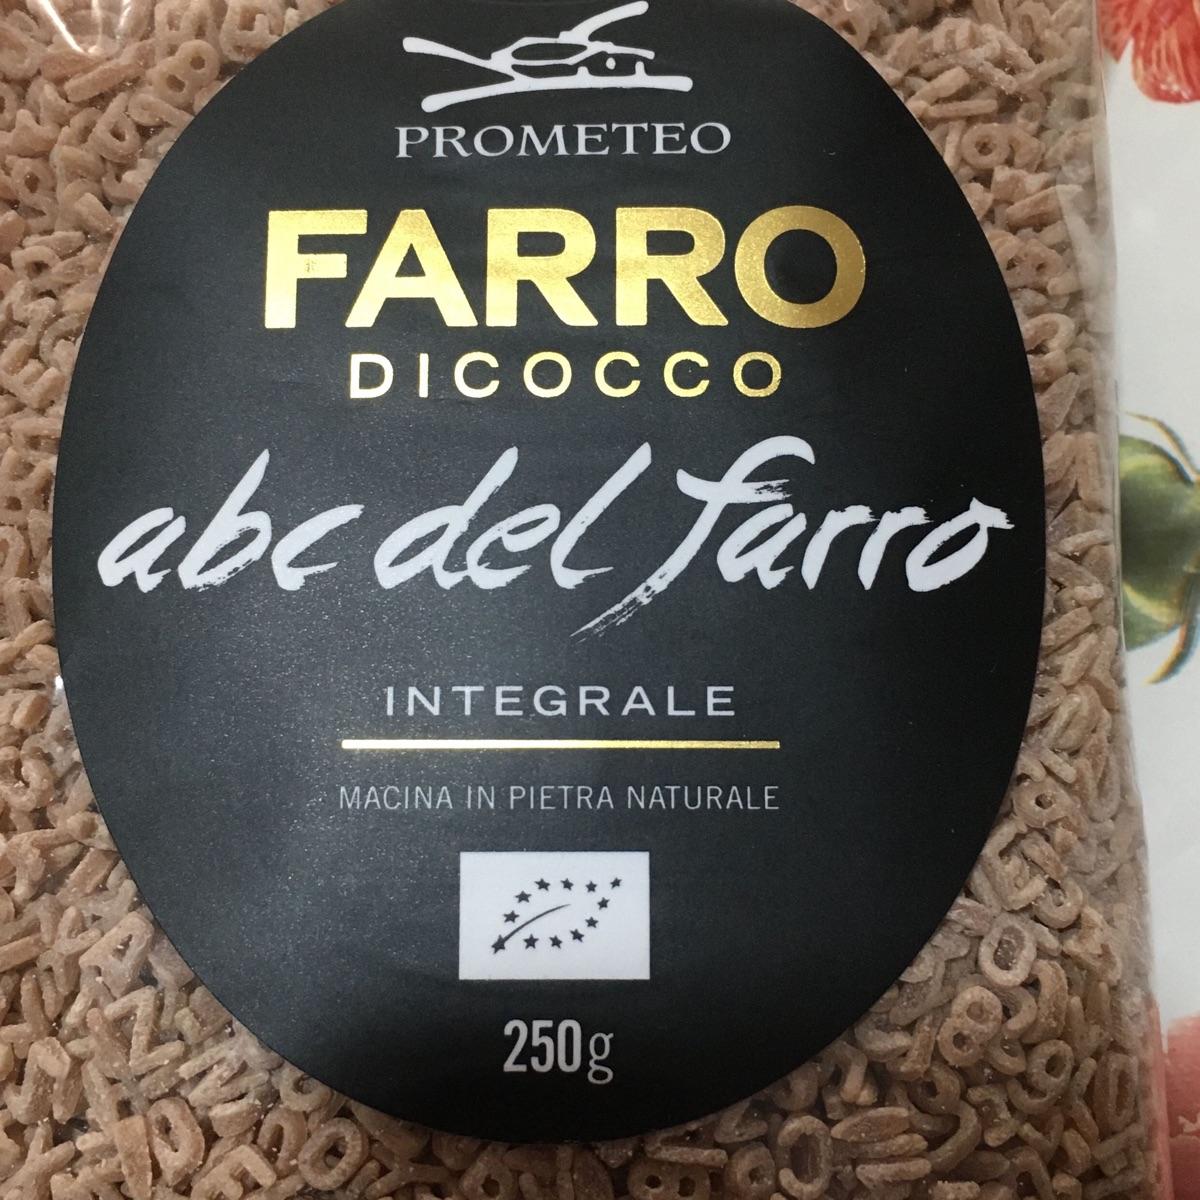 PROMETEO
FARRO
DICOCCO
abc del farro
INTEGRALE
MACINA IN PIETRA NATURALE
250g